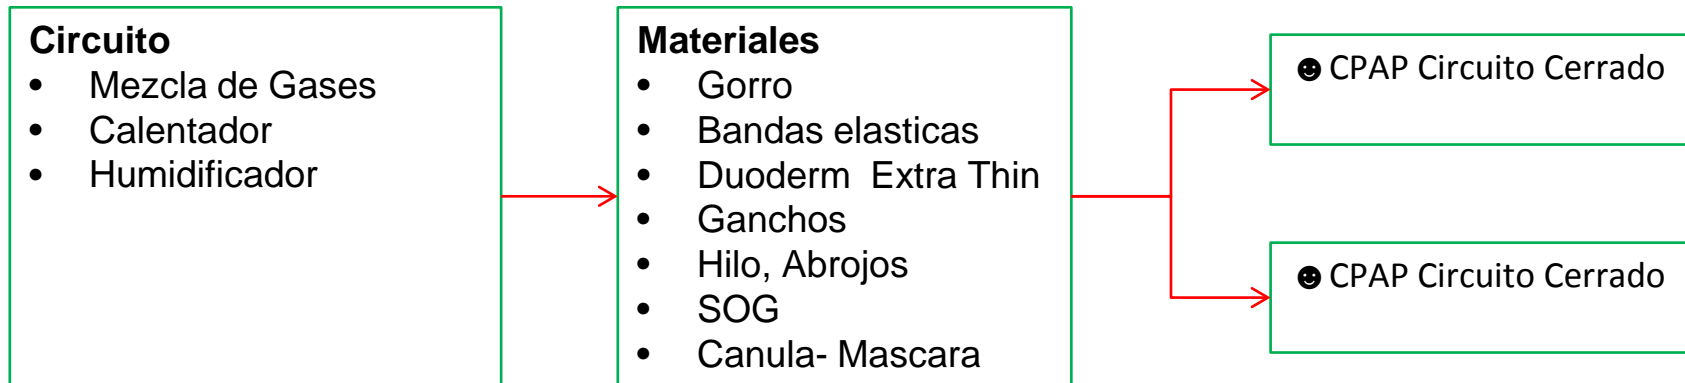 Circuito
• Mezcla de Gases
• Calentador
• Humidificador
Materiales
• Gorro
• Bandas elasticas
• Duoderm Extra Thin
• Ganchos
• Hilo, Abrojos
• SOG
• Canula- Mascara
☻CPAP Circuito Cerrado
☻CPAP Circuito Cerrado